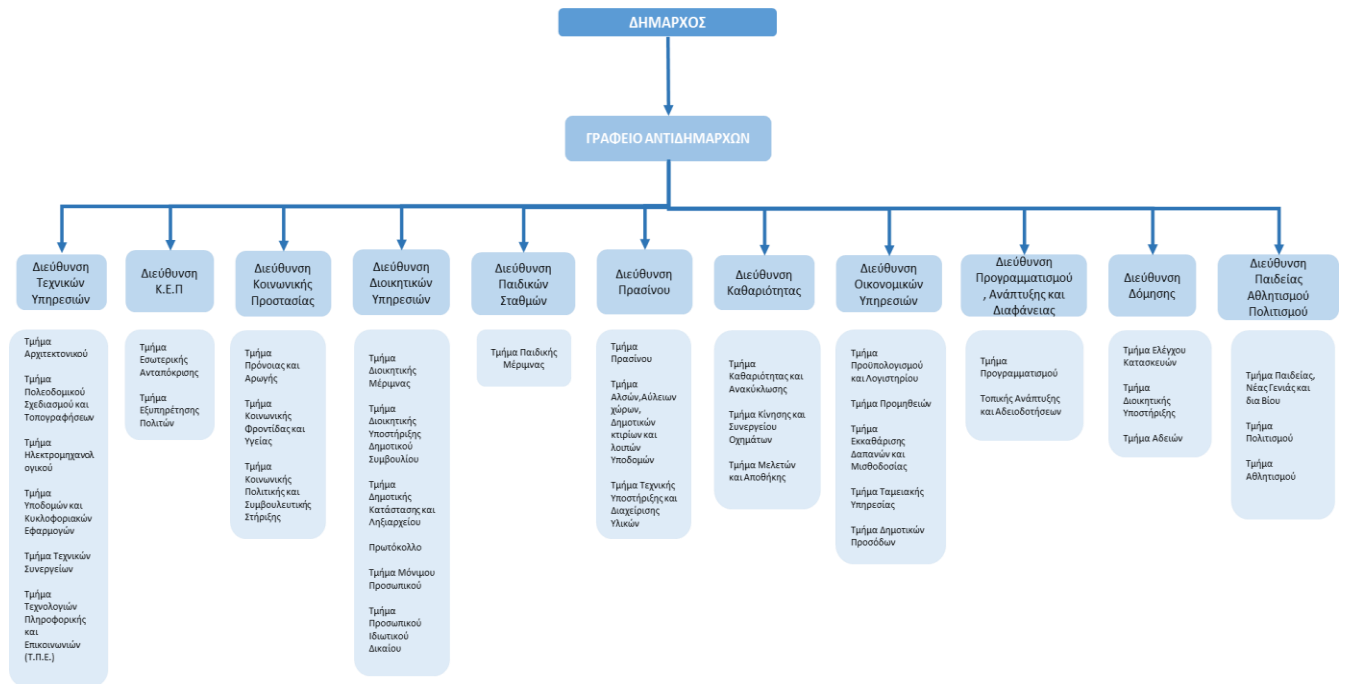 ΔΗΜΑΡΧΟΣ
ΓΡΑΦΕΙΟ ΑΝΤΙΔΗΜΑΡΧΩΝ
Διεύθυνση
Τεχνικών
Υπηρεσιών
Τμήμα
Αρχιτεκτονικού
Τμήμα
Πολεοδομικού
Σχεδιασμού και
Τοπογραφήσεων
Τμήμα
Ηλεκτρομηχανολ
ογικού
Τμήμα
Υποδομών και
Κυκλοφοριακών
Εφαρμογών
Τμήμα Τεχνικών
Συνεργείων
Τμήμα
Τεχνολογιών
Πληροφορικής
και
Επικοινωνιών
(Τ.Π.Ε.)
Διεύθυνση
Κ.Ε.Π
Τμήμα
Εσωτερικής
Ανταπόκρισης
Τμήμα
Εξυπηρέτησης
Πολιτών
Διεύθυνση
Κοινωνικής
Προστασίας
Τμήμα
Πρόνοιας και
Αρωγής
Τμήμα
Κοινωνικής
Φροντίδας και
Υγείας
Τμήμα
Κοινωνικής
Πολιτικής και
Συμβουλευτικής
Στήριξης
Διεύθυνση
Διοικητικών
Υπηρεσιών
Τμήμα
Διοικητικής
Μέριμνας
Τμήμα
Διοικητικής
Υποστήριξης
Δημοτικού
Συμβουλίου
Τμήμα
Δημοτικής
Κατάστασης και
Ληξιαρχείου
Πρωτόκολλο
Τμήμα Μόνιμου
Προσωπικού
Τμήμα
Προσωπικού
Ιδιωτικού
Δικαίου
Διεύθυνση
Παιδικών
Σταθμών
Τμήμα Παιδικής
Μέριμνας
Διεύθυνση
Πρασίνου
Τμήμα
Πρασίνου
Τμήμα
Αλσών,Αύλειων
χώρων,
Δημοτικών
κτιρίων και
λοιπών
Υποδομών
Τμήμα Τεχνικής
Υποστήριξης και
Διαχείρισης
Υλικών
Διεύθυνση
Καθαριότητας
Τμήμα
Καθαριότητας και
Ανακύκλωσης
Τμήμα Κίνησης και
Συνεργείου
Οχημάτων
Τμήμα Μελετών
και Αποθήκης
Διεύθυνση
Οικονομικών
Υπηρεσιών
Τμήμα
Προϋπολογισμού
και Λογιστηρίου
Τμήμα Προμηθειών
Τμήμα
Εκκαθάρισης
Δαπανών και
Μισθοδοσίας
Τμήμα Ταμειακής
Υπηρεσίας
Τμήμα Δημοτικών
Προσόδων
Διεύθυνση
Προγραμματισμού
, Ανάπτυξης και
Διαφάνειας
Τμήμα
Προγραμματισμού
Τοπικής Ανάπτυξης
και Αδειοδοτήσεων
Διεύθυνση
Δόμησης
Τμήμα Ελέγχου
Κατασκευών
Τμήμα
Διοικητικής
Υποστήριξης
Τμήμα Αδειών
Διεύθυνση
Παιδείας
Αθλητισμού
Πολιτισμού
Τμήμα Παιδείας,
Νέας Γενιάς και
δια Βίου
Τμήμα
Πολιτισμού
Τμήμα
Αθλητισμού